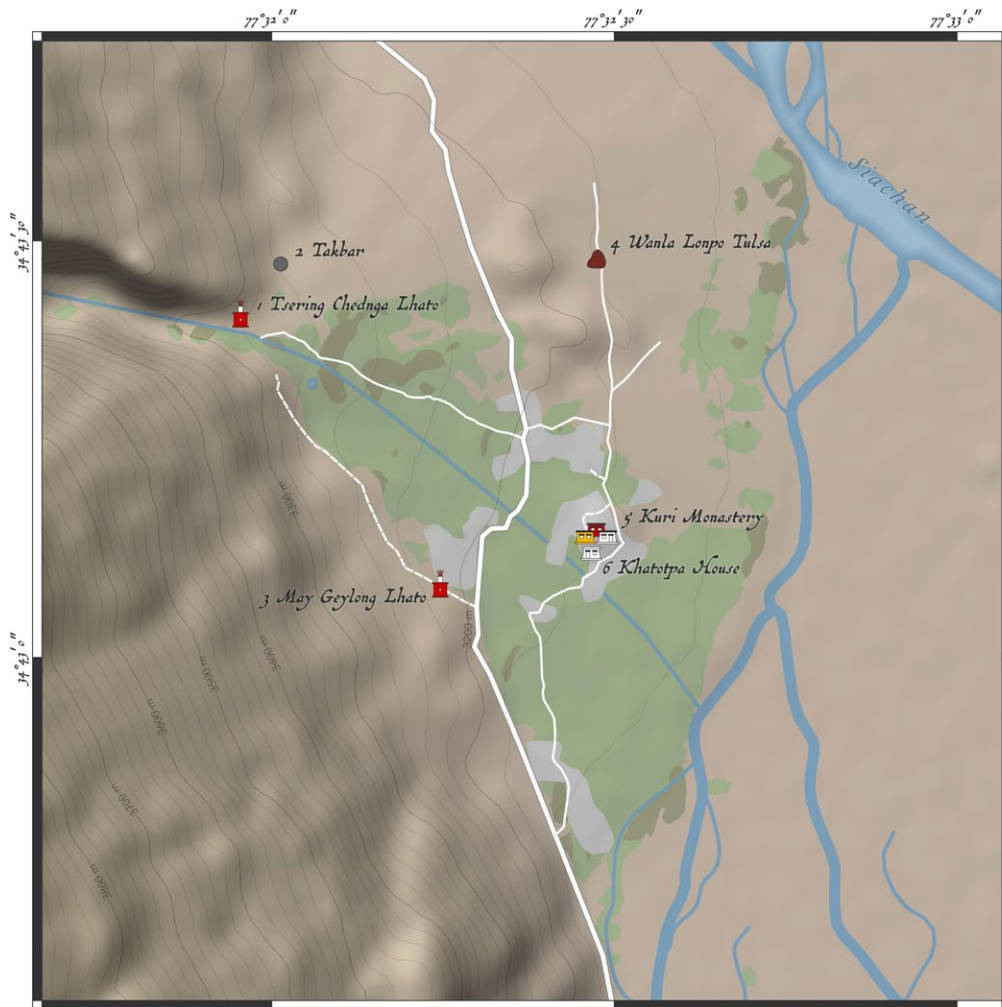 77°32'0"
77°32'30"
77°33'0"
Siachan
34°43'30"
4 Wanla Lonpo Tulsa
2 Takbar
1 Tsering Chednga Lhato
3300 m
5 Kuri Monastery
6 Khatotpa House
3 May Geylong Lhato
3200 m
34°43'0"
3400 m
3500 m
3600 m
3700 m
3800 m